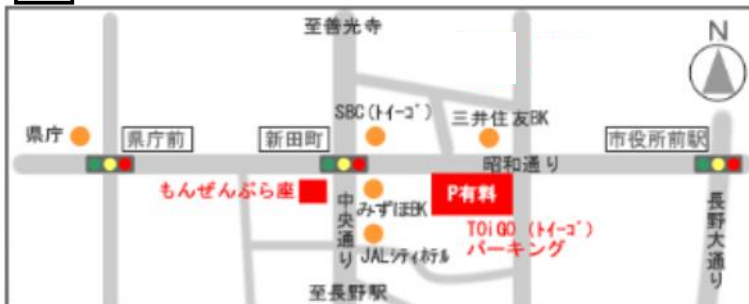 至善光寺
N
SBC(ﾄｲｰｺﾞ)
三井住友BK
県庁
県庁前
新田町
市役所前駅
昭和通り
もんぜんぷら座
中央通り
みずほBK
P有料
TOiGO (ﾄｲｰｺﾞ)
パーキング
JALｼﾃｨﾎﾃﾙ
長野大通り
至長野駅